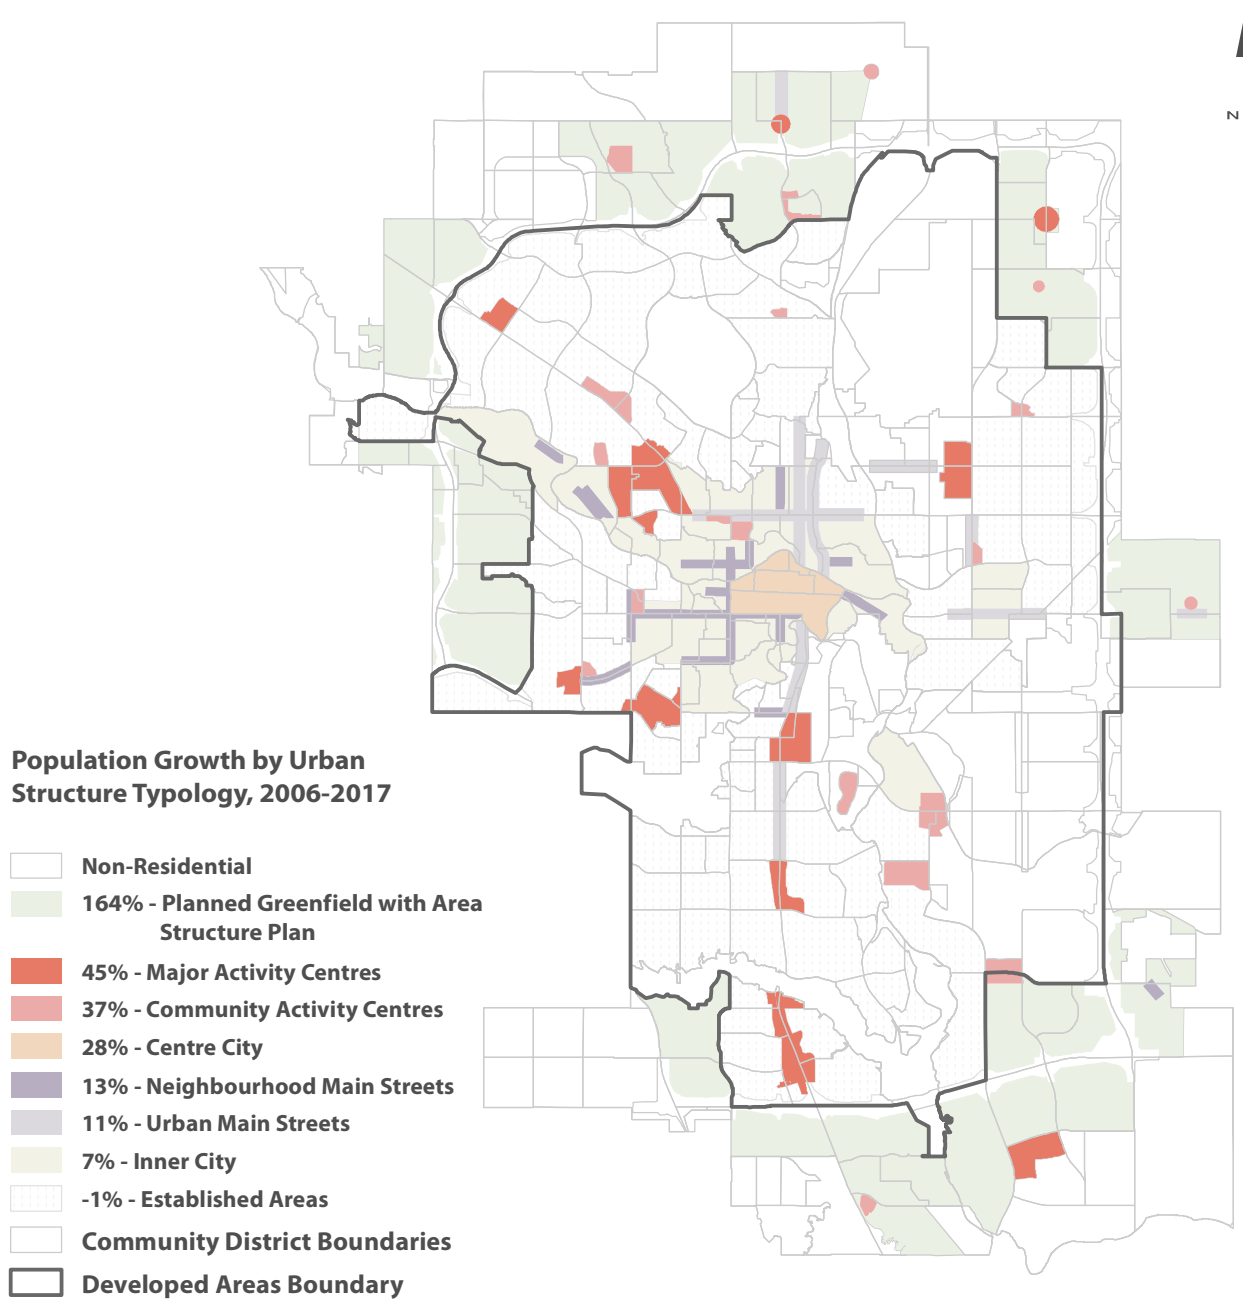 N
Population Growth by Urban
Structure Typology, 2006-2017
Non-Residential
164% - Planned Greenfield with Area
Structure Plan
45% - Major Activity Centres
37% - Community Activity Centres
28% - Centre City
13% - Neighbourhood Main Streets
11% - Urban Main Streets
7% - Inner City
-1% - Established Areas
Community District Boundaries
Developed Areas Boundary